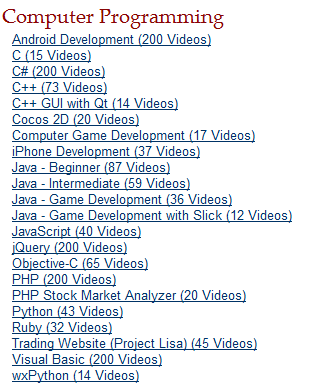 Computer Programming
Android Development (200 Videos)
C (15 Videos)
C# (200 Videos)
C++ (73 Videos)
C++ GUI with Qt (14 Videos)
Cocos 2D (20 Videos)
Computer Game Development (17 Videos)
iPhone Development (37 Videos)
Java - Beginner (87 Videos)
Java - Intermediate (59 Videos)
Java - Game Development (36 Videos)
Java - Game Development with Slick (12 Videos)
JavaScript (40 Videos)
jQuery (200 Videos)
Objective-C (65 Videos)
PHP (200 Videos)
PHP Stock Market Analyzer (20 Videos)
Python (43 Videos)
Ruby (32 Videos)
Trading Website (Project Lisa) (45 Videos)
Visual Basic (200 Videos)
wxPython (14 Videos)